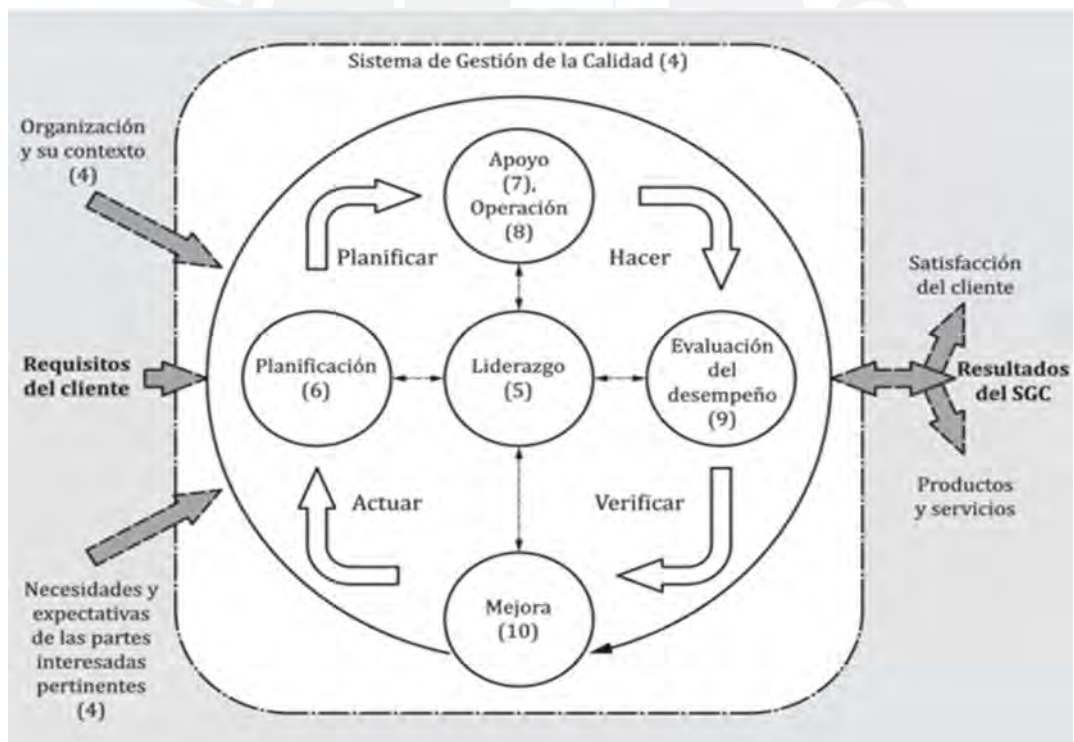 Sistema de Gestión de la Calidad (4)
Organización
y su contexto
(4)
Apoyo
(7),
Operación
(8)
Planificar
Hacer
Satisfacción
del cliente
Requisitos
del cliente
Planificación
(6)
Liderazgo
(5)
Evaluación
del
desempeño
(9)
Resultados
del SGC
Actuar
Verificar
Productos
y servicios
Necesidades y
expectativas
de las partes
interesadas
pertinentes
(4)
Mejora
(10)